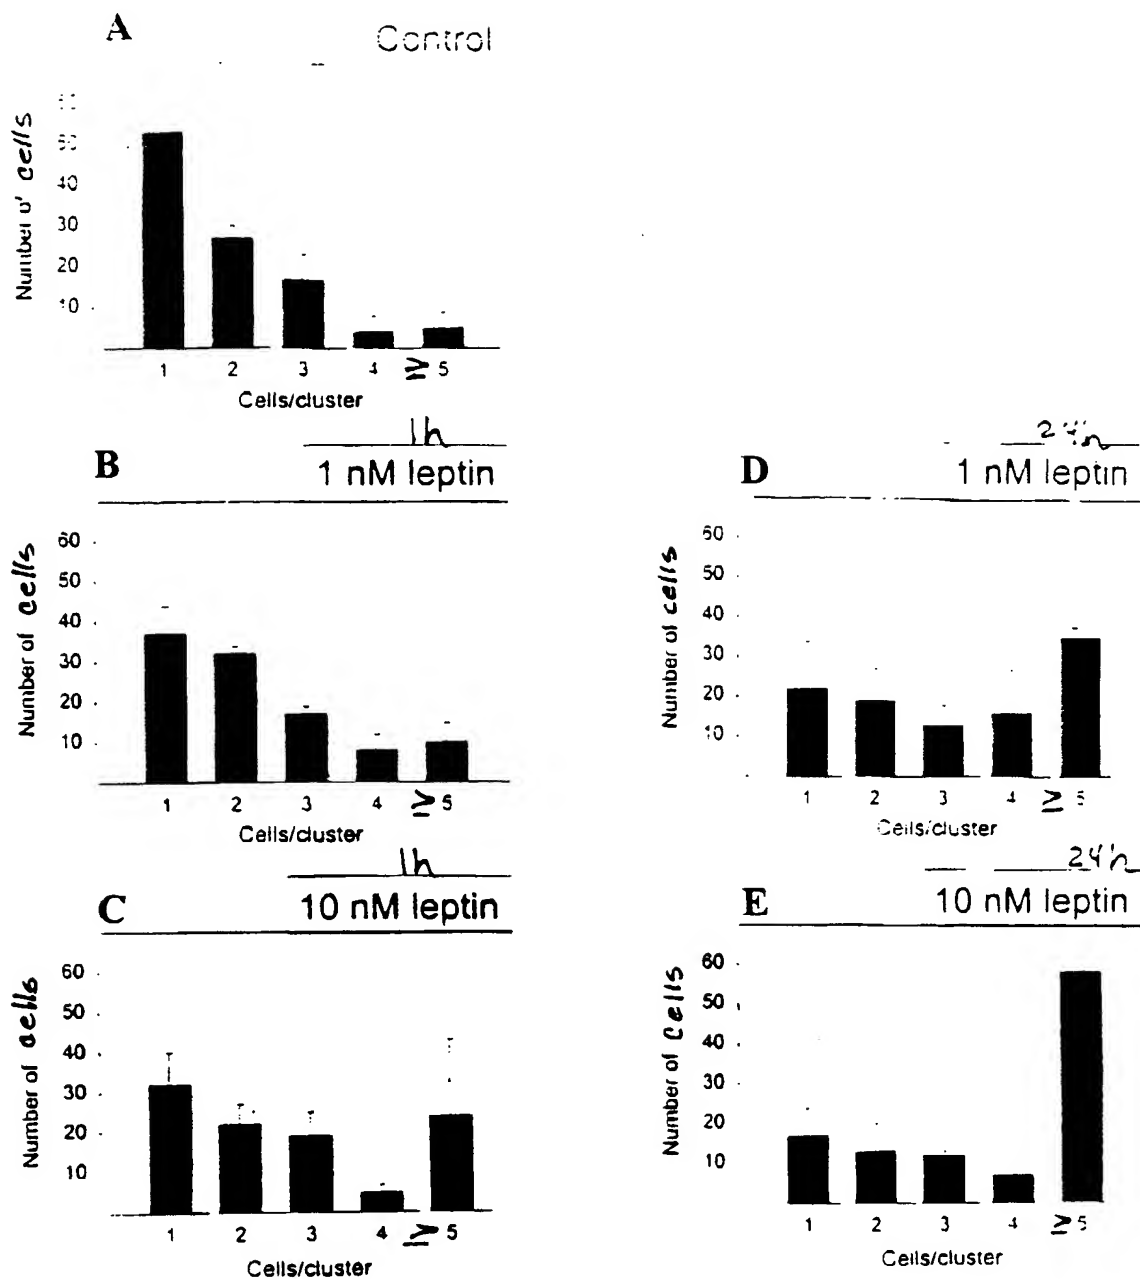 A
Control
Number of cells
40
30
20
10
1 2 3 4 ≥ 5
Cells/cluster
1h
B
1 nM leptin
Number of cells
60
50
40
30
20
10
1 2 3 4 ≥ 5
Cells/cluster
1h
C
10 nM leptin
Number of cells
60
50
40
30
20
10
1 2 3 4 ≥ 5
Cells/cluster
24h
D
1 nM leptin
Number of cells
60
50
40
30
20
10
1 2 3 4 ≥ 5
Cells/cluster
24h
E
10 nM leptin
Number of cells
60
50
40
30
20
10
1 2 3 4 ≥ 5
Cells/cluster